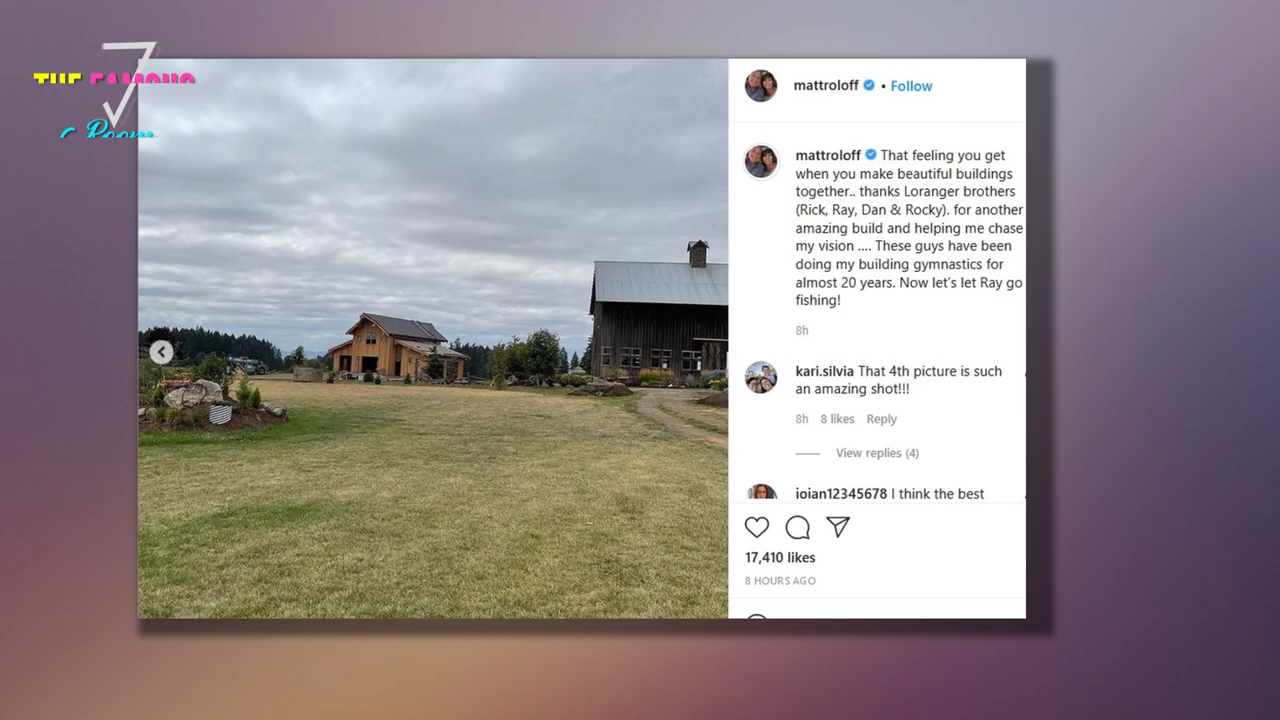 THE FAMOUS
7
Room
mattroloff • Follow
mattroloff That feeling you get
when you make beautiful buildings
together.. thanks Loranger brothers
(Rick, Ray, Dan & Rocky). for another
amazing build and helping me chase
my vision .... These guys have been
doing my building gymnastics for
almost 20 years. Now let's let Ray go
fishing!
8h
kari.silvia That 4th picture is such
an amazing shot!!!
8h 8 likes Reply
View replies (4)
ioian12345678 I think the best
17,410 likes
8 HOURS AGO